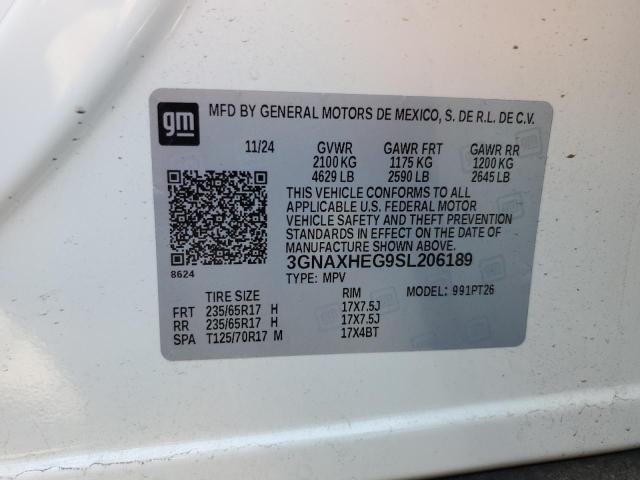 gm
MFD BY GENERAL MOTORS DE MEXICO, S. DE R.L. DE C.V.
11/24 GVWR GAWR FRT GAWR RR
2100 KG 1175 KG 1200 KG
4629 LB 2590 LB 2645 LB
THIS VEHICLE CONFORMS TO ALL
APPLICABLE U.S. FEDERAL MOTOR
VEHICLE SAFETY AND THEFT PREVENTION
STANDARDS IN EFFECT ON THE DATE OF
MANUFACTURE SHOWN ABOVE.
8624
3GNAXHEG9SL206189
TYPE: MPV MODEL: 991PT26
TIRE SIZE RIM
FRT 235/65R17 H 17X7.5J
RR 235/65R17 H 17X7.5J
SPA T125/70R17 M 17X4BT